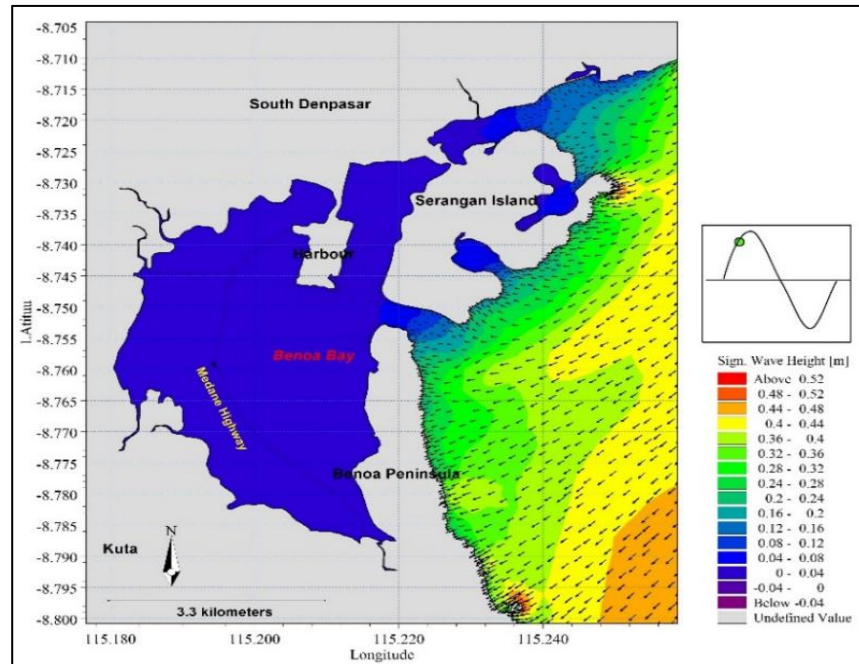 -8.705
-8.710
-8.715
-8.720
-8.725
-8.730
-8.735
-8.740
-8.745
-8.750
-8.755
-8.760
-8.765
-8.770
-8.775
-8.780
-8.785
-8.790
-8.795
-8.800
LAtituu
South Denpasar
Serangan Island
Harbour
Benoa Bay
Medane Highway
Benoa Peninsula
Kuta
N
3.3 kilometers
115.180
115.200
115.220
115.240
Longitude
Sign. Wave Height [m]
Above 0.52
0.48 - 0.52
0.44 - 0.48
0.4 - 0.44
0.36 - 0.4
0.32 - 0.36
0.28 - 0.32
0.24 - 0.28
0.2 - 0.24
0.16 - 0.2
0.12 - 0.16
0.08 - 0.12
0.04 - 0.08
0 - 0.04
-0.04 - 0
Below -0.04
Undefined Value